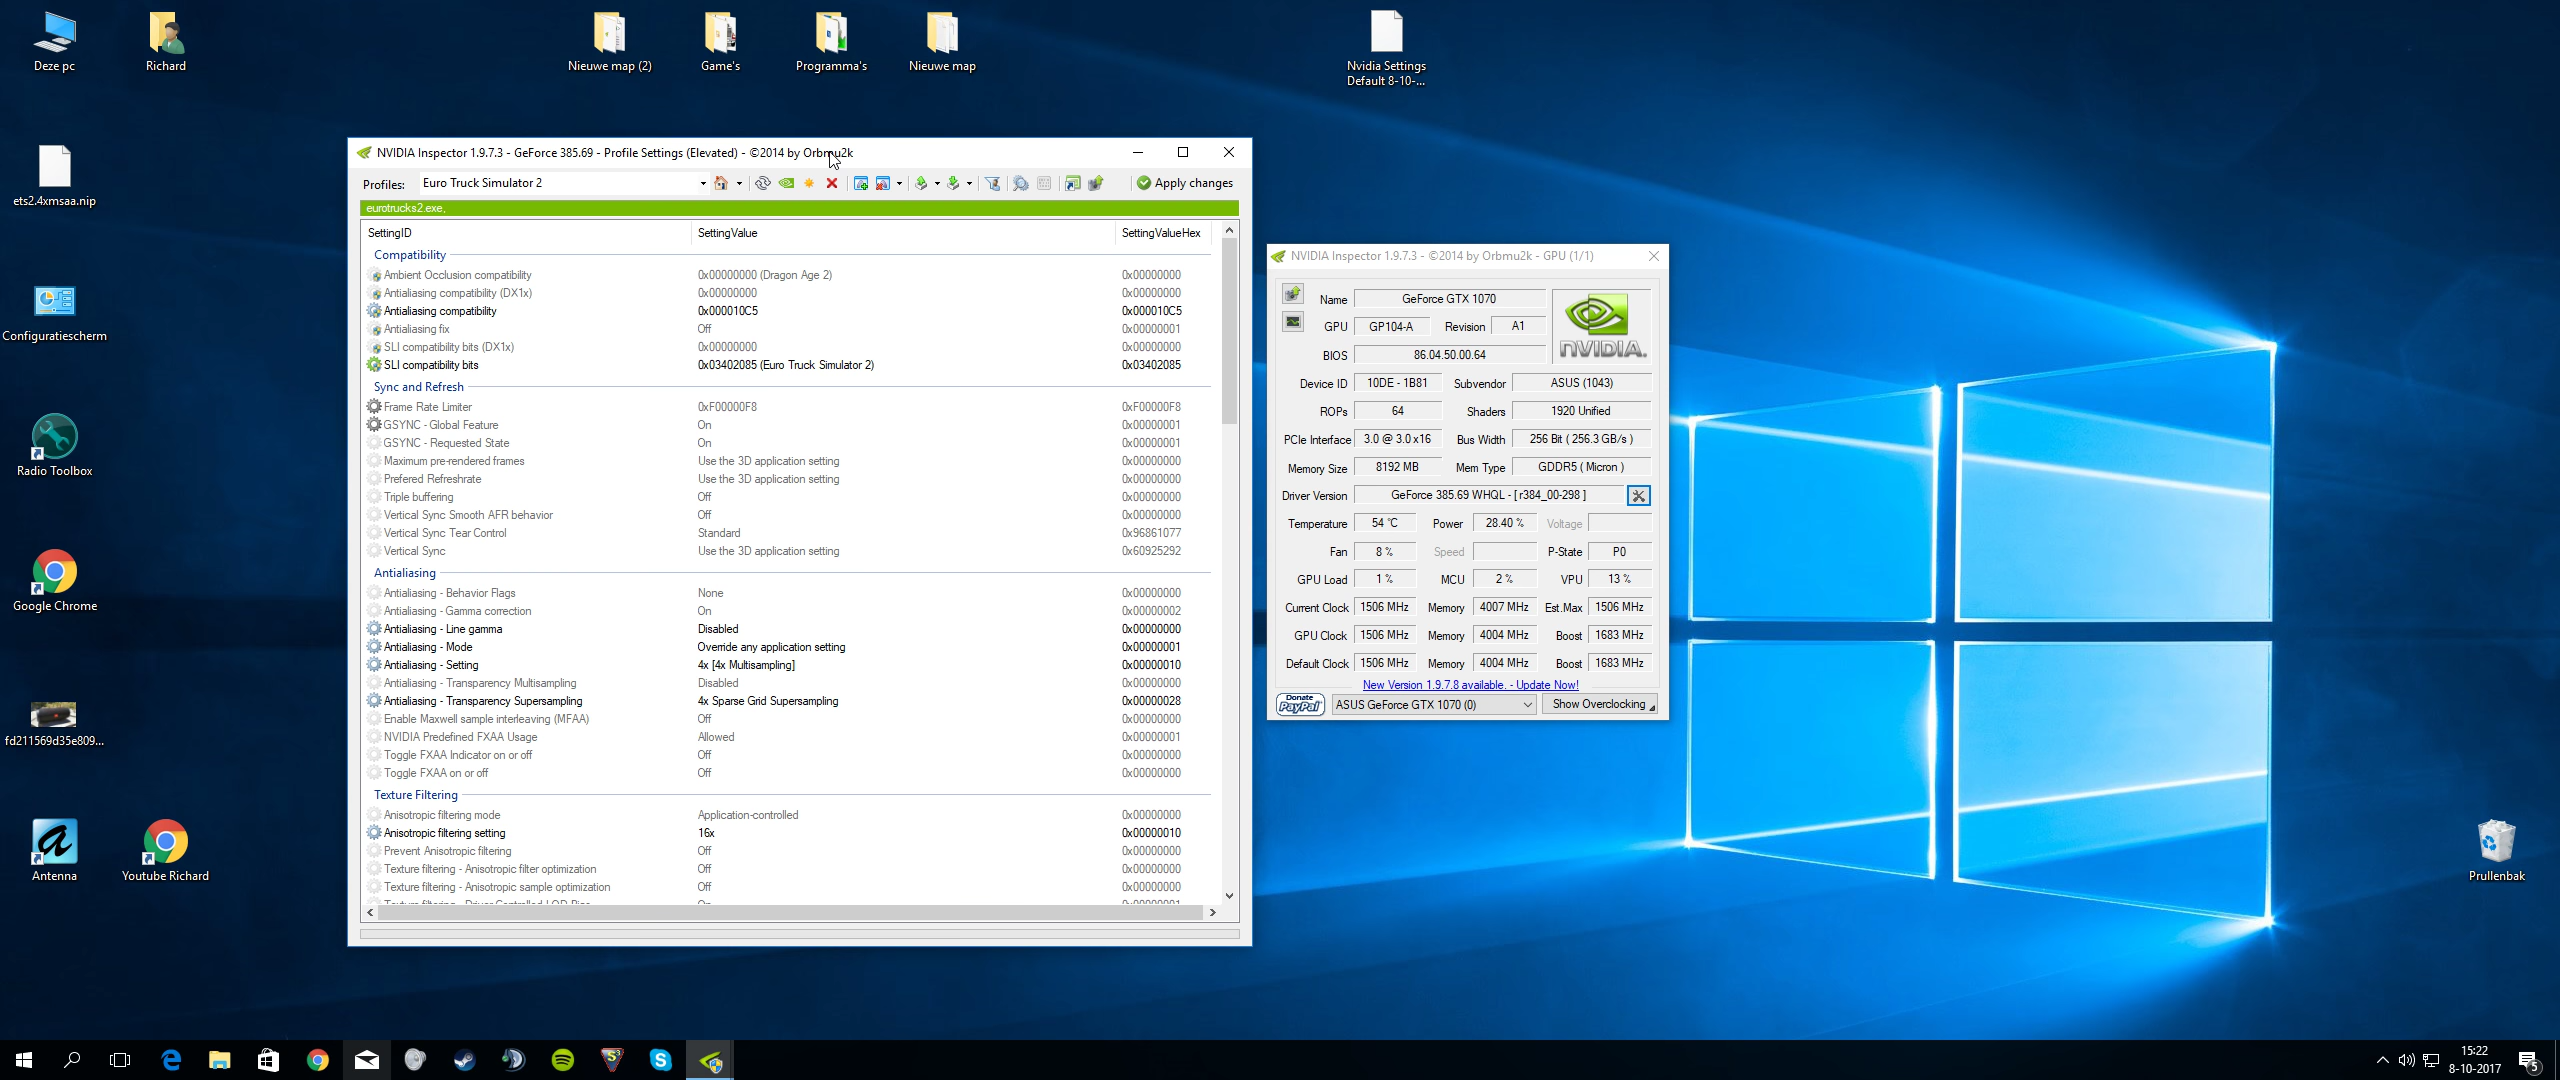 Deze pc
Richard
Nieuwe map (2)
Game's
Programma's
Nieuwe map
Nvidia Settings
Default 8-10-...
ets2.4xmsaa.nip
Configuratiescherm
Radio Toolbox
Google Chrome
fd211569d35e809...
Antenna
Youtube Richard
Prullenbak
NVIDIA Inspector 1.9.7.3 - GeForce 385.69 - Profile Settings (Elevated) - ©2014 by Orbmu2k
Profiles: Euro Truck Simulator 2 Apply changes
eurotrucks2.exe,
SettingID SettingValue SettingValueHex
Compatibility
Ambient Occlusion compatibility 0x00000000 (Dragon Age 2) 0x00000000
Antialiasing compatibility (DX1x) 0x00000000 0x00000000
Antialiasing compatibility 0x000010C5 0x000010C5
Antialiasing fix Off 0x00000001
SLI compatibility bits (DX1x) 0x00000000 0x00000000
SLI compatibility bits 0x03402085 (Euro Truck Simulator 2) 0x03402085
Sync and Refresh
Frame Rate Limiter 0xF00000F8 0xF00000F8
GSYNC - Global Feature On 0x00000001
GSYNC - Requested State On 0x00000001
Maximum pre-rendered frames Use the 3D application setting 0x00000000
Prefered Refreshrate Use the 3D application setting 0x00000000
Triple buffering Off 0x00000000
Vertical Sync Smooth AFR behavior Off 0x00000000
Vertical Sync Tear Control Standard 0x96861077
Vertical Sync Use the 3D application setting 0x60925292
Antialiasing
Antialiasing - Behavior Flags None 0x00000000
Antialiasing - Gamma correction On 0x00000002
Antialiasing - Line gamma Disabled 0x00000000
Antialiasing - Mode Override any application setting 0x00000001
Antialiasing - Setting 4x [4x Multisampling] 0x00000010
Antialiasing - Transparency Multisampling Disabled 0x00000000
Antialiasing - Transparency Supersampling 4x Sparse Grid Supersampling 0x00000028
Enable Maxwell sample interleaving (MFAA) Off 0x00000000
NVIDIA Predefined FXAA Usage Allowed 0x00000001
Toggle FXAA Indicator on or off Off 0x00000000
Toggle FXAA on or off Off 0x00000000
Texture Filtering
Anisotropic filtering mode Application-controlled 0x00000000
Anisotropic filtering setting 16x 0x00000010
Prevent Anisotropic filtering Off 0x00000000
Texture filtering - Anisotropic filter optimization Off 0x00000000
Texture filtering - Anisotropic sample optimization Off 0x00000000
Texture filtering - Driver Controlled LOD Bias On 0x00000001
NVIDIA Inspector 1.9.7.3 - ©2014 by Orbmu2k - GPU (1/1)
Name GeForce GTX 1070
GPU GP104-A Revision A1
NVIDIA.
BIOS 86.04.50.00.64
Device ID 10DE - 1B81 Subvendor ASUS (1043)
ROPs 64 Shaders 1920 Unified
PCIe Interface 3.0 @ 3.0 x16 Bus Width 256 Bit ( 256.3 GB/s )
Memory Size 8192 MB Mem Type GDDR5 ( Micron )
Driver Version GeForce 385.69 WHQL - [ r384_00-298 ]
Temperature 54 °C Power 28.40 % Voltage
Fan 8 % Speed P-State P0
GPU Load 1 % MCU 2 % VPU 13 %
Current Clock 1506 MHz Memory 4007 MHz Est.Max 1506 MHz
GPU Clock 1506 MHz Memory 4004 MHz Boost 1683 MHz
Default Clock 1506 MHz Memory 4004 MHz Boost 1683 MHz
New Version 1.9.7.8 available. - Update Now!
Donate
PayPal
ASUS GeForce GTX 1070 (0) Show Overclocking
15:22
8-10-2017
5